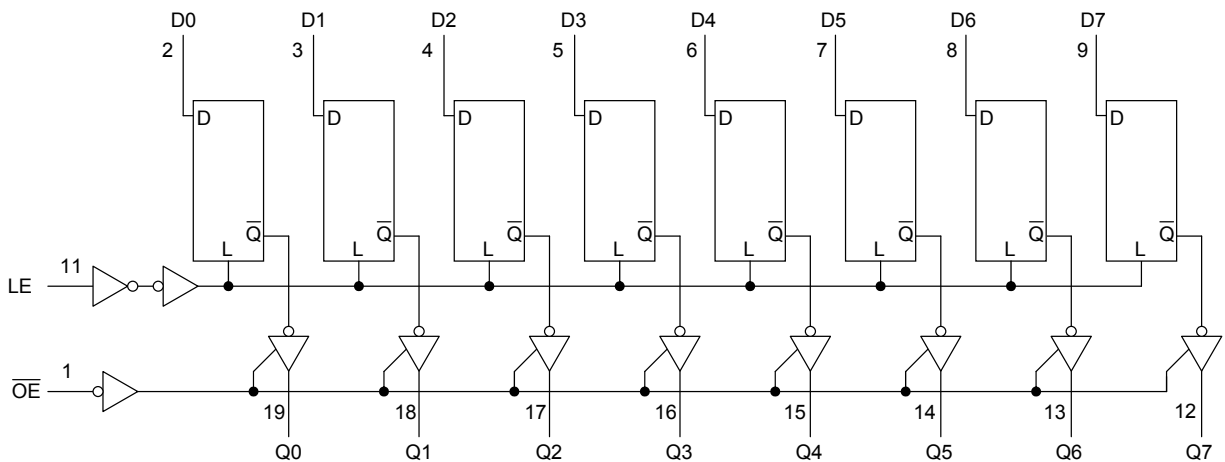 D0 D1 D2 D3 D4 D5 D6 D7
2 3 4 5 6 7 8 9
D D D D D D D D
Q̅ Q̅ Q̅ Q̅ Q̅ Q̅ Q̅ Q̅
L L L L L L L L
11
LE
1
O̅E̅
19 18 17 16 15 14 13 12
Q0 Q1 Q2 Q3 Q4 Q5 Q6 Q7